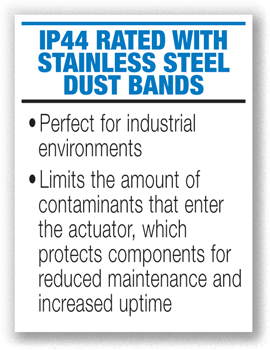 IP44 RATED WITH
STAINLESS STEEL
DUST BANDS
• Perfect for industrial
environments
• Limits the amount of
contaminants that enter
the actuator, which
protects components for
reduced maintenance and
increased uptime